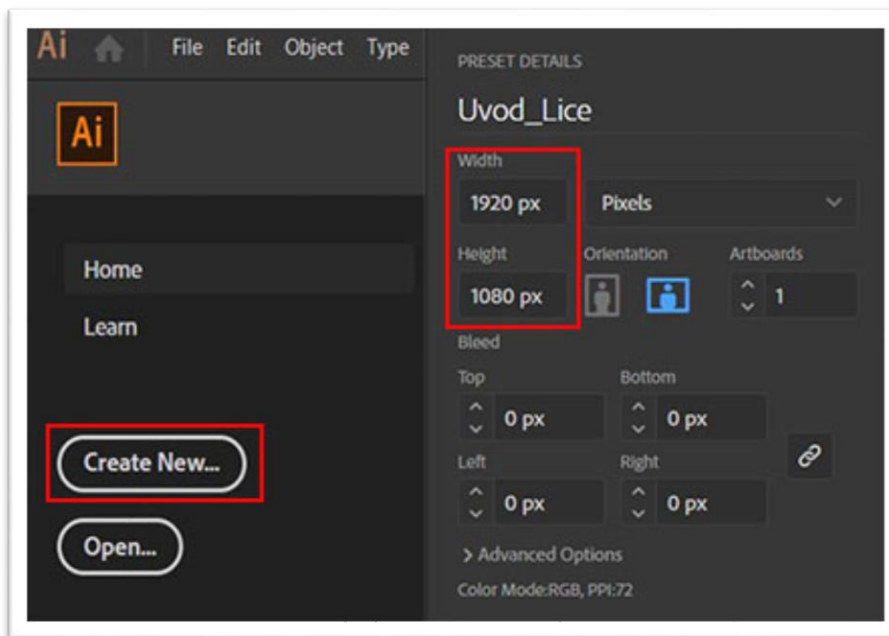 Ai File Edit Object Type
Ai
Home
Learn
Create New...
Open...
PRESET DETAILS
Uvod_Lice
Width
1920 px Pixels
Height Orientation Artboards
1080 px 1
Bleed
Top Bottom
0 px 0 px
Left Right
0 px 0 px
> Advanced Options
Color Mode:RGB, PPI:72